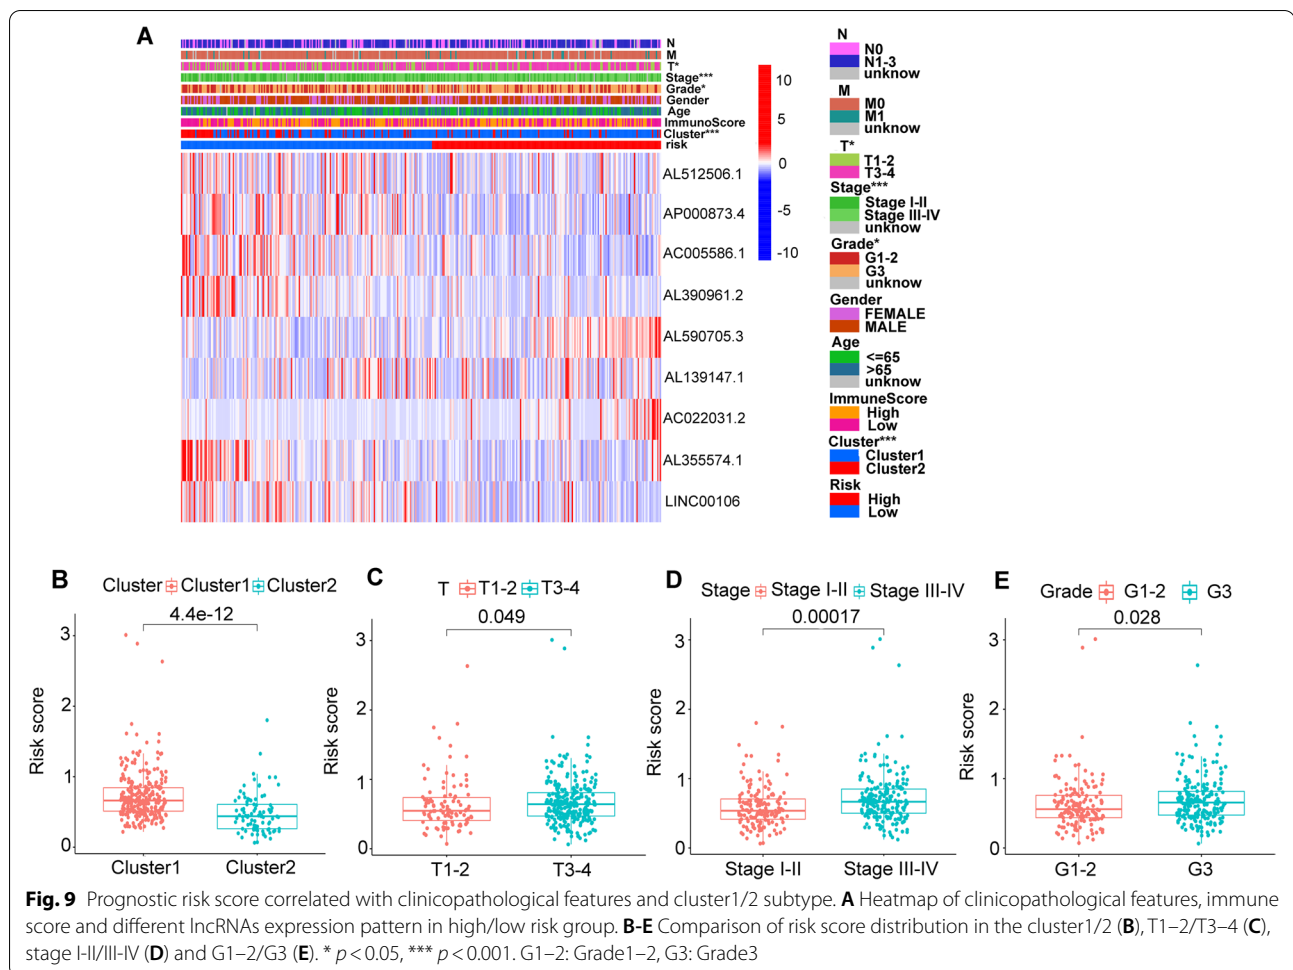 A
N
M
T*
Stage***
Grade*
Gender
Age
ImmunoScore
Cluster***
risk
AL512506.1
AP000873.4
AC005586.1
AL390961.2
AL590705.3
AL139147.1
AC022031.2
AL355574.1
LINC00106
10
5
0
-5
-10
N
N0
N1-3
unknow
M
M0
M1
unknow
T*
T1-2
T3-4
Stage***
Stage I-II
Stage III-IV
unknow
Grade*
G1-2
G3
unknow
Gender
FEMALE
MALE
Age
<=65
>65
unknow
ImmuneScore
High
Low
Cluster***
Cluster1
Cluster2
Risk
High
Low
B
Cluster Cluster1 Cluster2
4.4e-12
Risk score
3
2
1
0
Cluster1 Cluster2
C
T T1-2 T3-4
0.049
Risk score
3
2
1
0
T1-2 T3-4
D
Stage Stage I-II Stage III-IV
0.00017
Risk score
3
2
1
0
Stage I-II Stage III-IV
E
Grade G1-2 G3
0.028
Risk score
3
2
1
0
G1-2 G3
Fig. 9 Prognostic risk score correlated with clinicopathological features and cluster1/2 subtype. A Heatmap of clinicopathological features, immune
score and different lncRNAs expression pattern in high/low risk group. B-E Comparison of risk score distribution in the cluster1/2 (B), T1–2/T3–4 (C),
stage I-II/III-IV (D) and G1–2/G3 (E). * p < 0.05, *** p < 0.001. G1–2: Grade1–2, G3: Grade3